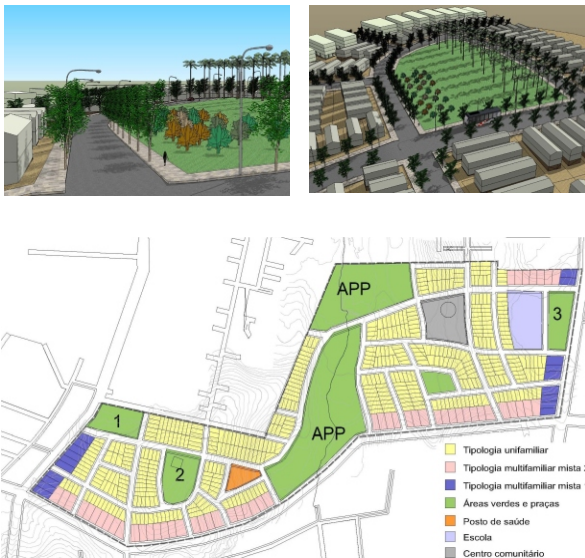 APP
3
APP
1
2
Tipologia unifamiliar
Tipologia multifamiliar mista 2
Tipologia multifamiliar mista
Áreas verdes e praças
Posto de saúde
Escola
Centro comunitário